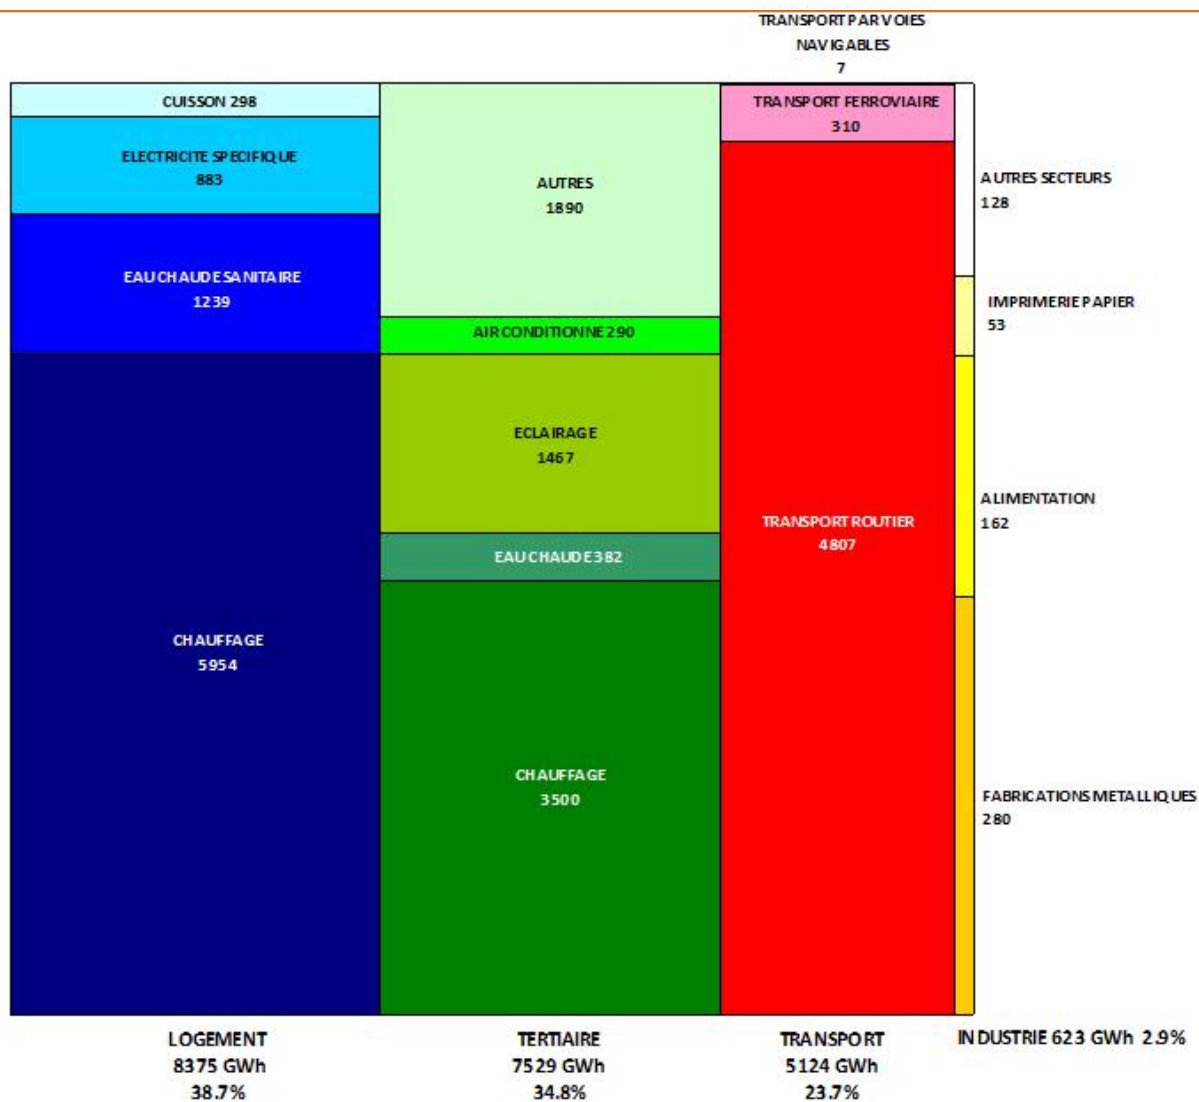 TRANSPORT PAR VOIES
NAVIGABLES
7
CUISSON 298
ELECTRICITE SPECIFIQUE
883
EAU CHAUDE SANITAIRE
1239
CHAUFFAGE
5954
AUTRES
1890
AIR CONDITIONNE 290
ECLAIRAGE
1467
EAU CHAUDE 382
CHAUFFAGE
3500
TRANSPORT FERROVIAIRE
310
TRANSPORT ROUTIER
4807
AUTRES SECTEURS
128
IMPRIMERIE PAPIER
53
ALIMENTATION
162
FABRICATIONS METALLIQUES
280
LOGEMENT
8375 GWh
38.7%
TERTIAIRE
7529 GWh
34.8%
TRANSPORT
5124 GWh
23.7%
INDUSTRIE 623 GWh 2.9%